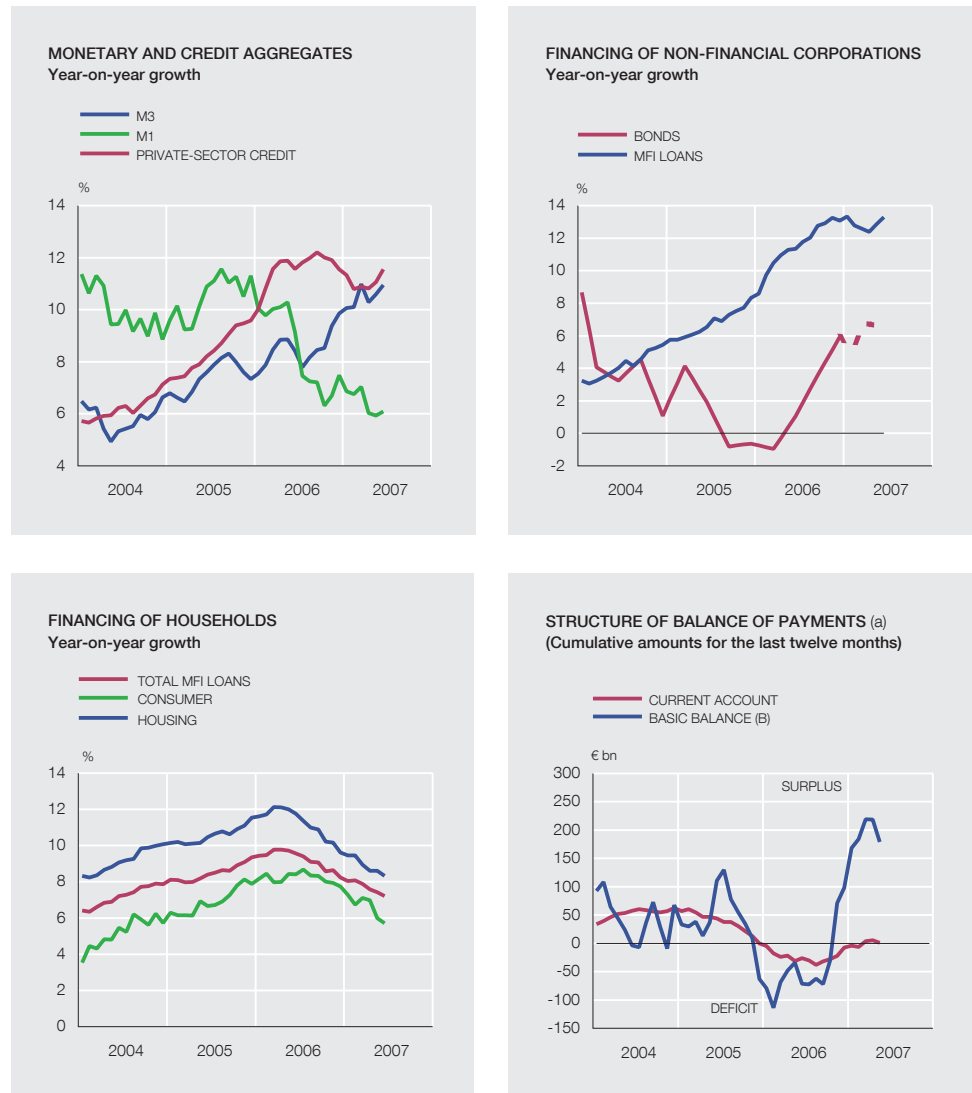 MONETARY AND CREDIT AGGREGATES
Year-on-year growth
M3
M1
PRIVATE-SECTOR CREDIT
%
14
12
10
8
6
4
2004 2005 2006 2007
FINANCING OF NON-FINANCIAL CORPORATIONS
Year-on-year growth
BONDS
MFI LOANS
%
14
12
10
8
6
4
2
0
-2
2004 2005 2006 2007
FINANCING OF HOUSEHOLDS
Year-on-year growth
TOTAL MFI LOANS
CONSUMER
HOUSING
%
14
12
10
8
6
4
2
0
2004 2005 2006 2007
STRUCTURE OF BALANCE OF PAYMENTS (a)
(Cumulative amounts for the last twelve months)
CURRENT ACCOUNT
BASIC BALANCE (B)
€ bn
300
250
200
150
100
50
0
-50
-100
-150
SURPLUS
DEFICIT
2004 2005 2006 2007